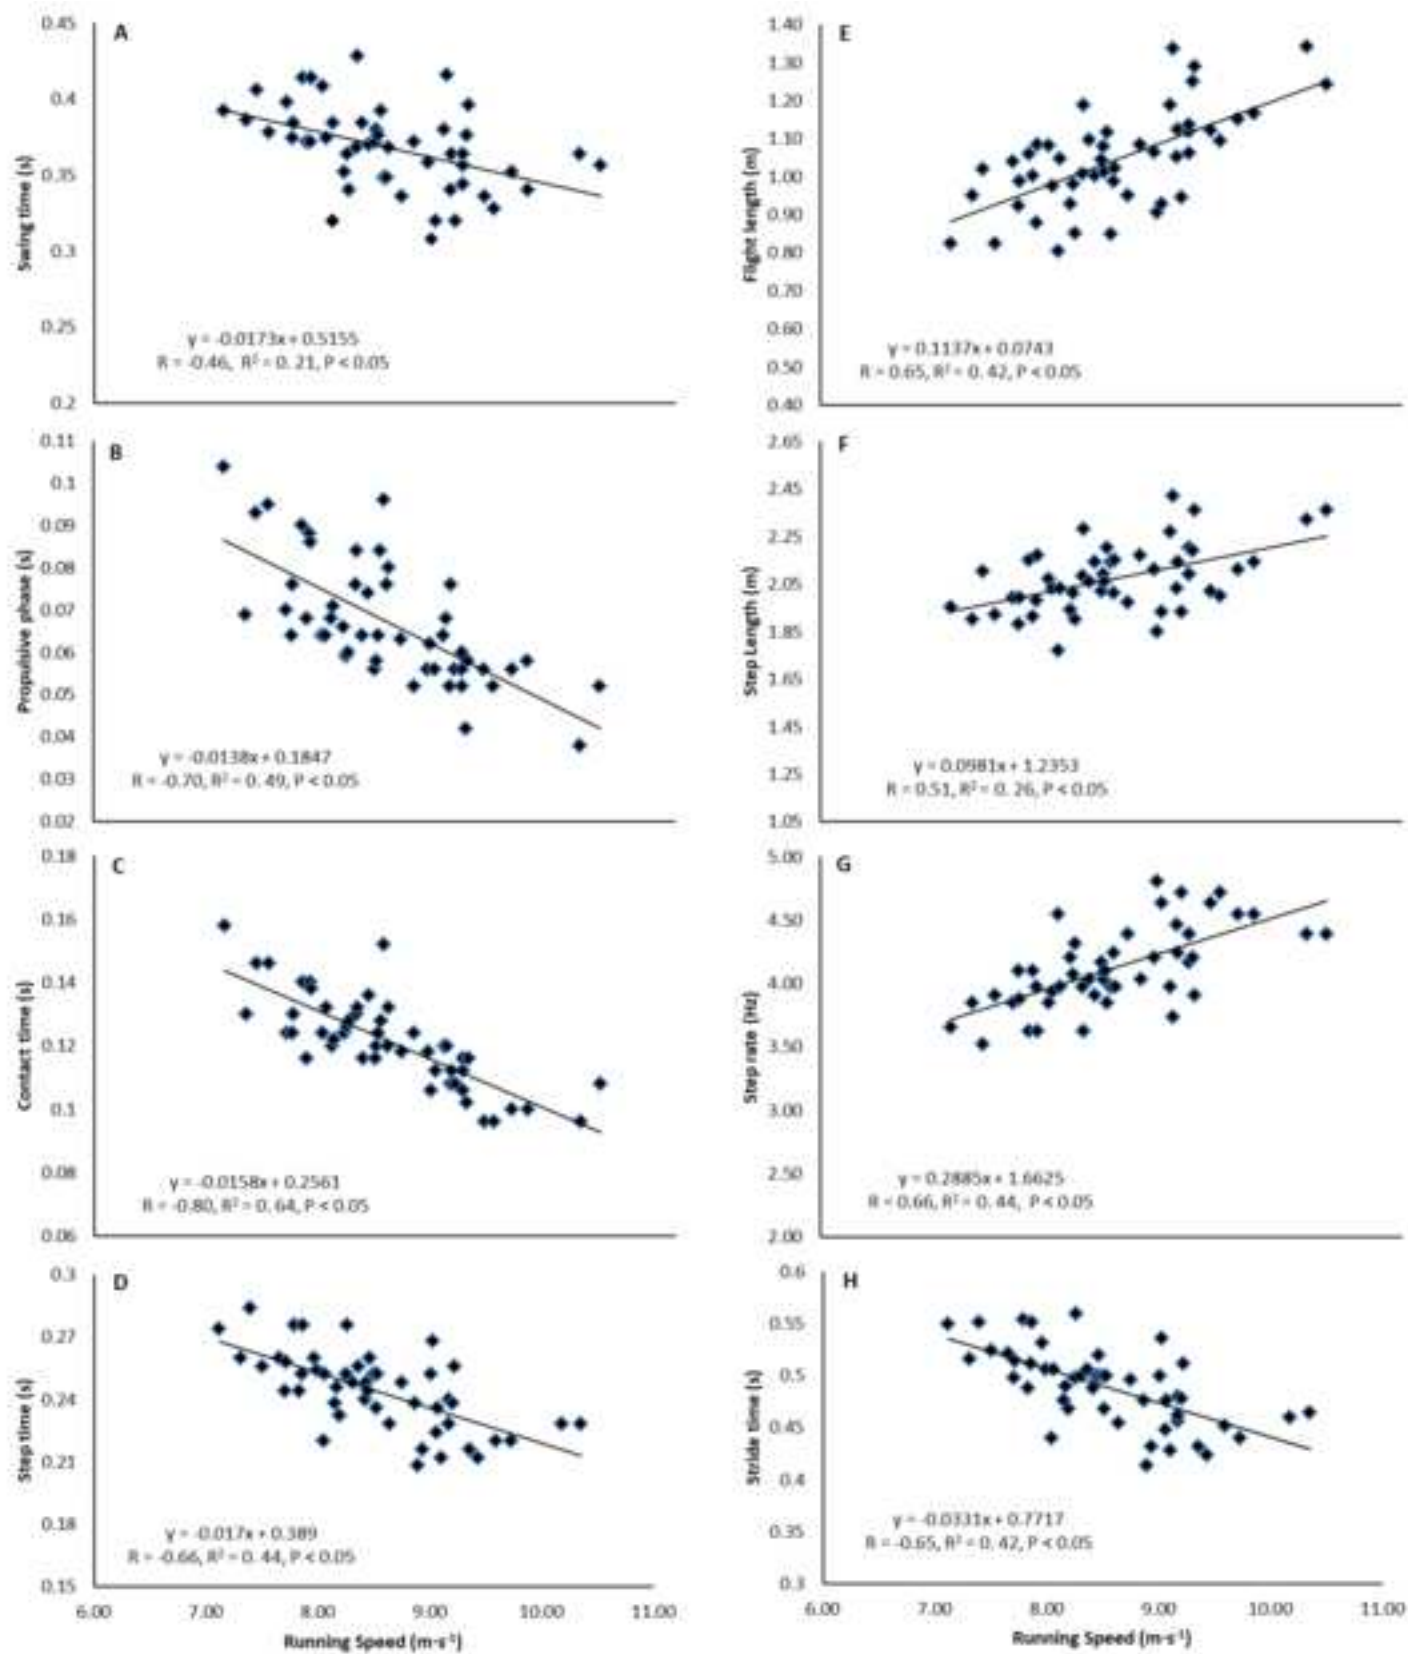 A
0.45
0.4
0.35
0.3
0.25
0.2
Swing time (s)
y = -0.0173x + 0.5155
R = -0.46, R² = 0. 21, P < 0.05
E
1.40
1.30
1.20
1.10
1.00
0.90
0.80
0.70
0.60
0.50
0.40
Flight length (m)
y = 0.1137x + 0.0743
R = 0.65, R² = 0. 42, P < 0.05
B
0.11
0.1
0.09
0.08
0.07
0.06
0.05
0.04
0.03
0.02
Propulsive phase (s)
y = -0.0138x + 0.1847
R = -0.70, R² = 0. 49, P < 0.05
F
2.65
2.45
2.25
2.05
1.85
1.65
1.45
1.25
1.05
Step Length (m)
y = 0.0981x + 1.2353
R = 0.51, R² = 0. 26, P < 0.05
C
0.18
0.16
0.14
0.12
0.1
0.08
0.06
Contact time (s)
y = -0.0158x + 0.2561
R = -0.80, R² = 0. 64, P < 0.05
G
5.00
4.50
4.00
3.50
3.00
2.50
2.00
Step rate (Hz)
y = 0.2885x + 1.6625
R = 0.66, R² = 0. 44, P < 0.05
D
0.3
0.27
0.24
0.21
0.18
0.15
Step time (s)
y = -0.017x + 0.389
R = -0.66, R² = 0. 44, P < 0.05
6.00 7.00 8.00 9.00 10.00 11.00
Running Speed (m·s⁻¹)
H
0.6
0.55
0.5
0.45
0.4
0.35
0.3
Stride time (s)
y = -0.0331x + 0.7717
R = -0.65, R² = 0. 42, P < 0.05
6.00 7.00 8.00 9.00 10.00 11.00
Running Speed (m·s⁻¹)